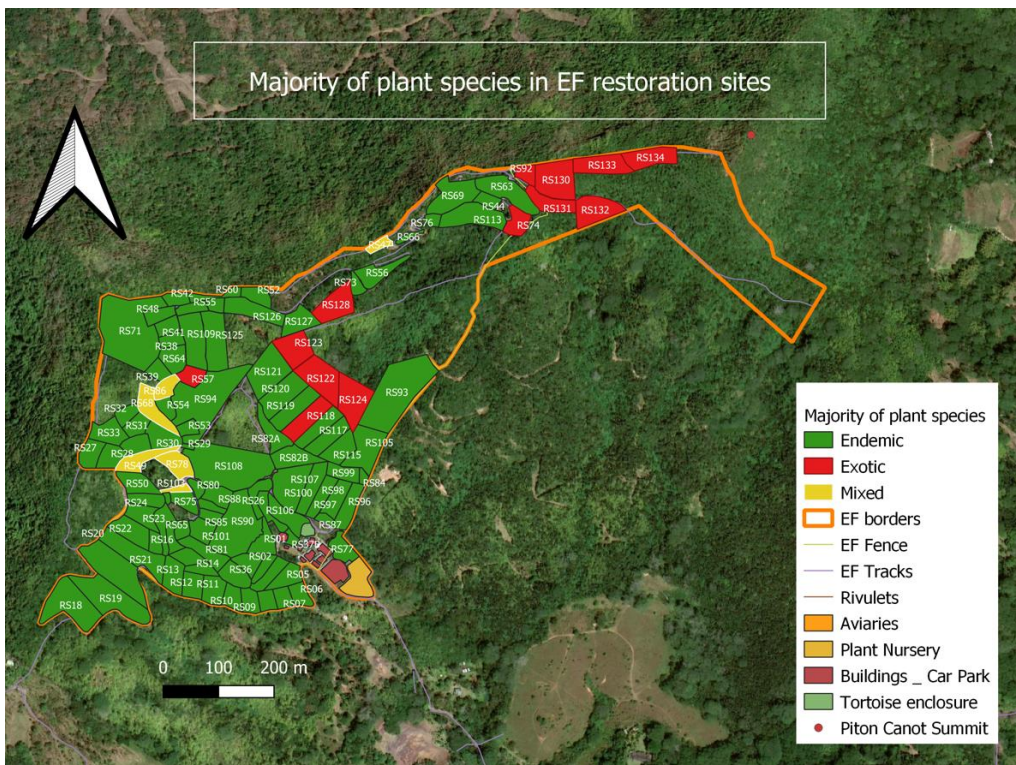 Majority of plant species in EF restoration sites
RS92
RS133
RS134
RS130
RS63
RS69
RS44
RS131
RS132
RS113
RS74
RS76
RS66
RS56
RS73
RS128
RS42
RS60
RS52
RS55
RS48
RS126
RS127
RS71
RS41
RS109
RS125
RS38
RS64
RS123
RS39
RS57
RS121
RS122
RS86
RS120
RS124
RS93
RS68
RS54
RS94
RS119
RS32
RS118
RS31
RS53
RS117
RS33
RS82A
RS105
RS30
RS29
RS27
RS28
RS82B
RS115
RS49
RS78
RS108
RS99
RS50
RS80
RS107
RS84
RS100
RS98
RS24
RS75
RS88
RS26
RS97
RS96
RS106
RS23
RS65
RS85
RS90
RS87
RS20
RS22
RS16
RS101
RS01
RS37B
RS77
RS81
RS02
RS21
RS13
RS14
RS36
RS05
RS12
RS11
RS06
RS18
RS19
RS10
RS09
RS07
0
100
200 m
Majority of plant species
Endemic
Exotic
Mixed
EF borders
EF Fence
EF Tracks
Rivulets
Aviaries
Plant Nursery
Buildings _ Car Park
Tortoise enclosure
Piton Canot Summit